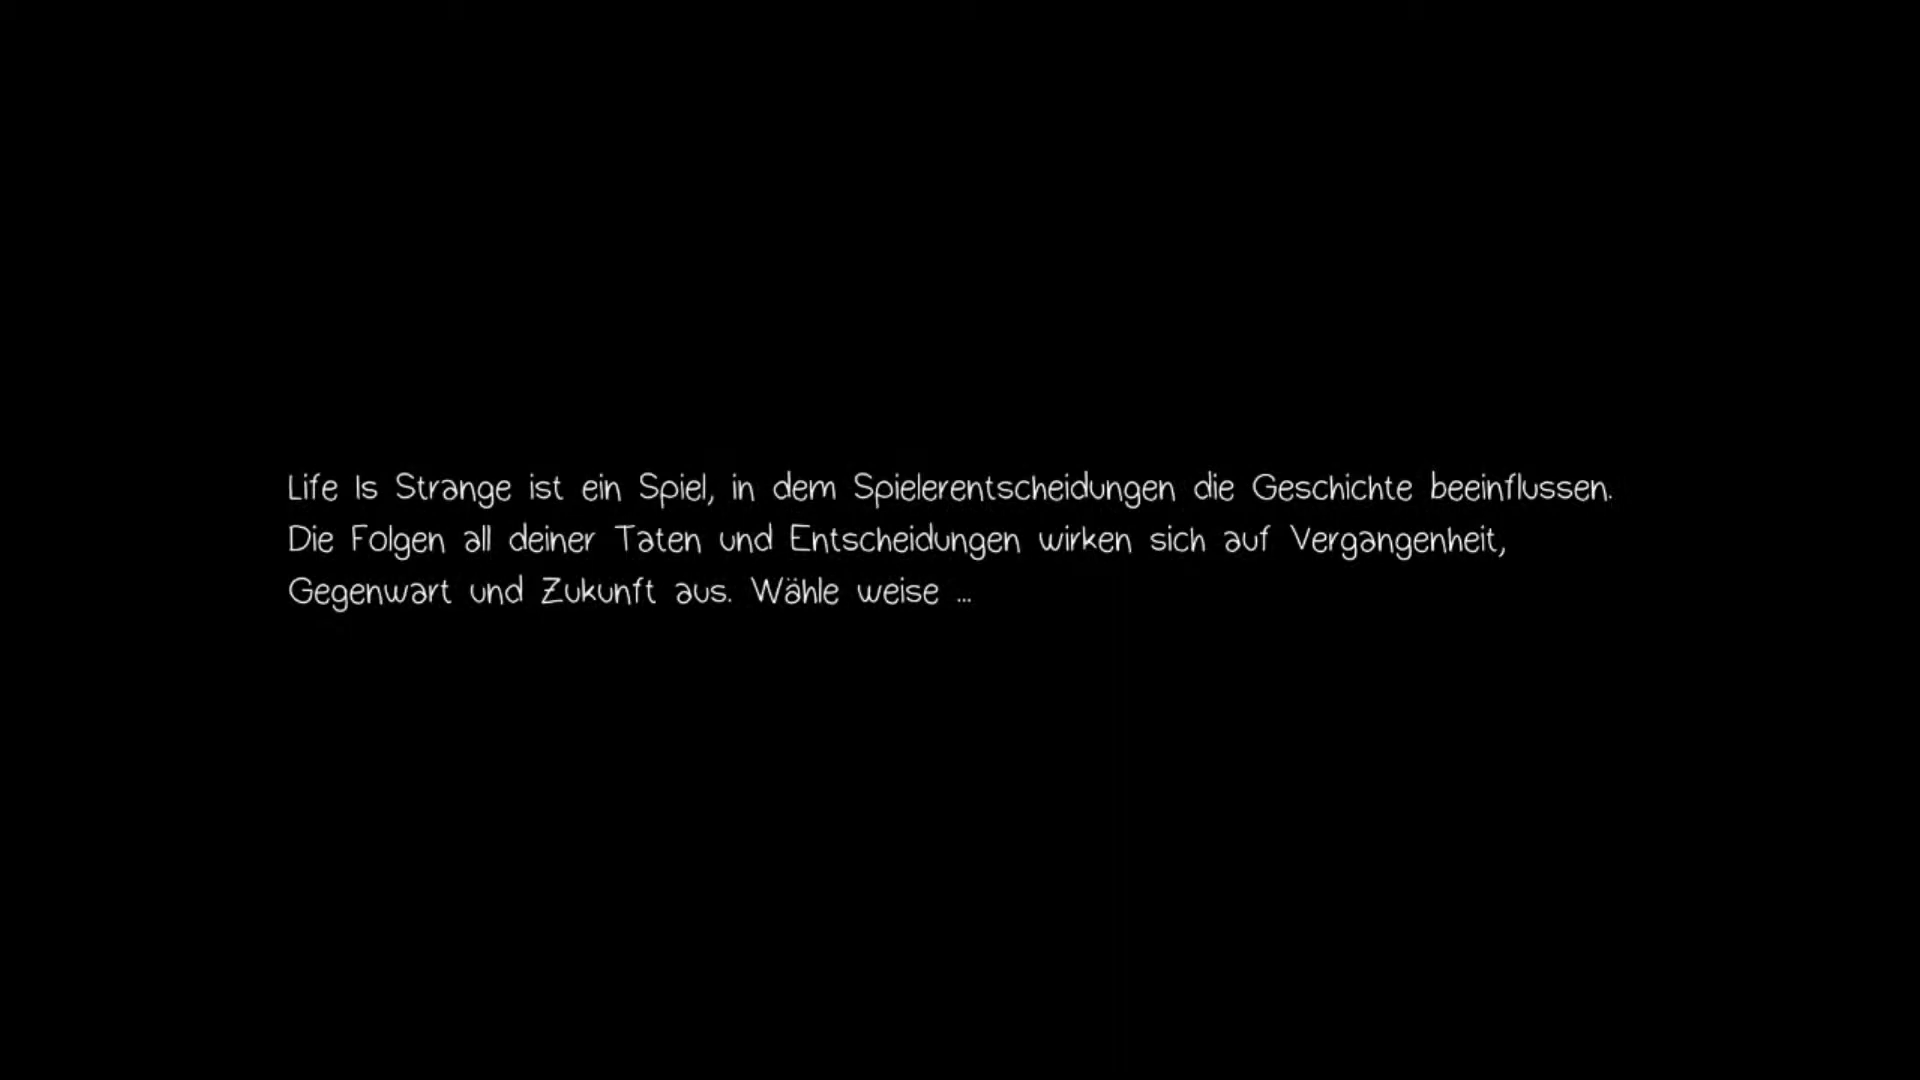 Life Is Strange ist ein Spiel, in dem Spielerentscheidungen die Geschichte beeinflussen.
Die Folgen all deiner Taten und Entscheidungen wirken sich auf Vergangenheit,
Gegenwart und Zukunft aus. Wähle weise ...